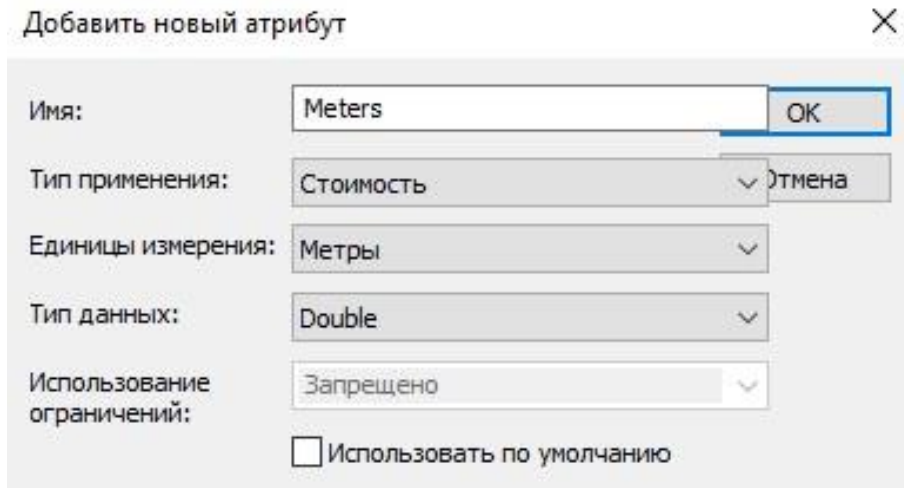 Добавить новый атрибут
Имя: Meters OK
Тип применения: Стоимость Отмена
Единицы измерения: Метры
Тип данных: Double
Использование ограничений: Запрещено
Использовать по умолчанию